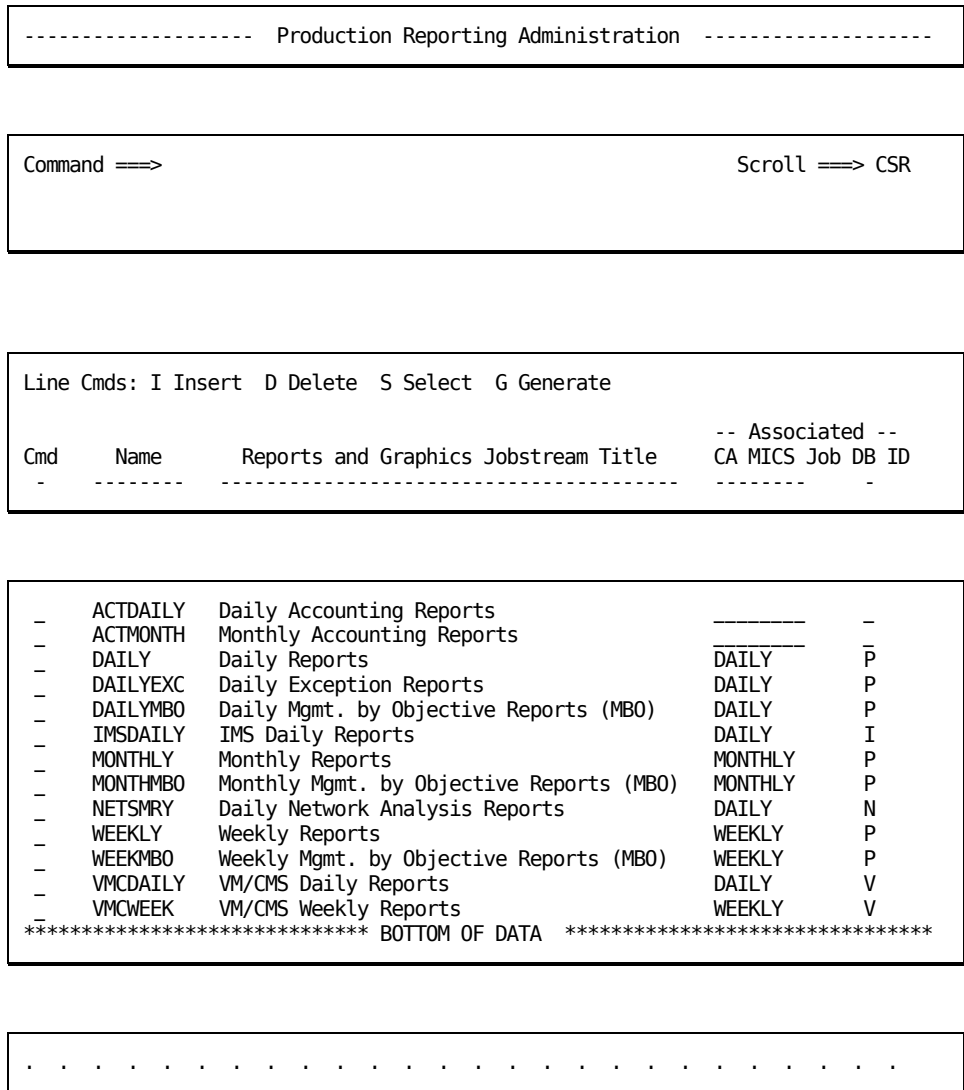 --------------------  Production Reporting Administration  --------------------
Command ===>                                                  Scroll ===> CSR
Line Cmds: I Insert  D Delete  S Select  G Generate
                                                            -- Associated --
Cmd     Name       Reports and Graphics Jobstream Title     CA MICS Job DB ID
 -    --------   ----------------------------------------   --------     -
 _    ACTDAILY   Daily Accounting Reports                   ________     _
 _    ACTMONTH   Monthly Accounting Reports                 ________     _
 _    DAILY      Daily Reports                              DAILY        P
 _    DAILYEXC   Daily Exception Reports                    DAILY        P
 _    DAILYMBO   Daily Mgmt. by Objective Reports (MBO)     DAILY        P
 _    IMSDAILY   IMS Daily Reports                          DAILY        I
 _    MONTHLY    Monthly Reports                            MONTHLY      P
 _    MONTHMBO   Monthly Mgmt. by Objective Reports (MBO)   MONTHLY      P
 _    NETSMRY    Daily Network Analysis Reports             DAILY        N
 _    WEEKLY     Weekly Reports                             WEEKLY       P
 _    WEEKMBO    Weekly Mgmt. by Objective Reports (MBO)    WEEKLY       P
 _    VMCDAILY   VM/CMS Daily Reports                       DAILY        V
 _    VMCWEEK    VM/CMS Weekly Reports                      WEEKLY       V
****************************** BOTTOM OF DATA  ********************************
.  .  .  .  .  .  .  .  .  .  .  .  .  .  .  .  .  .  .  .  .  .  .  .  .  .